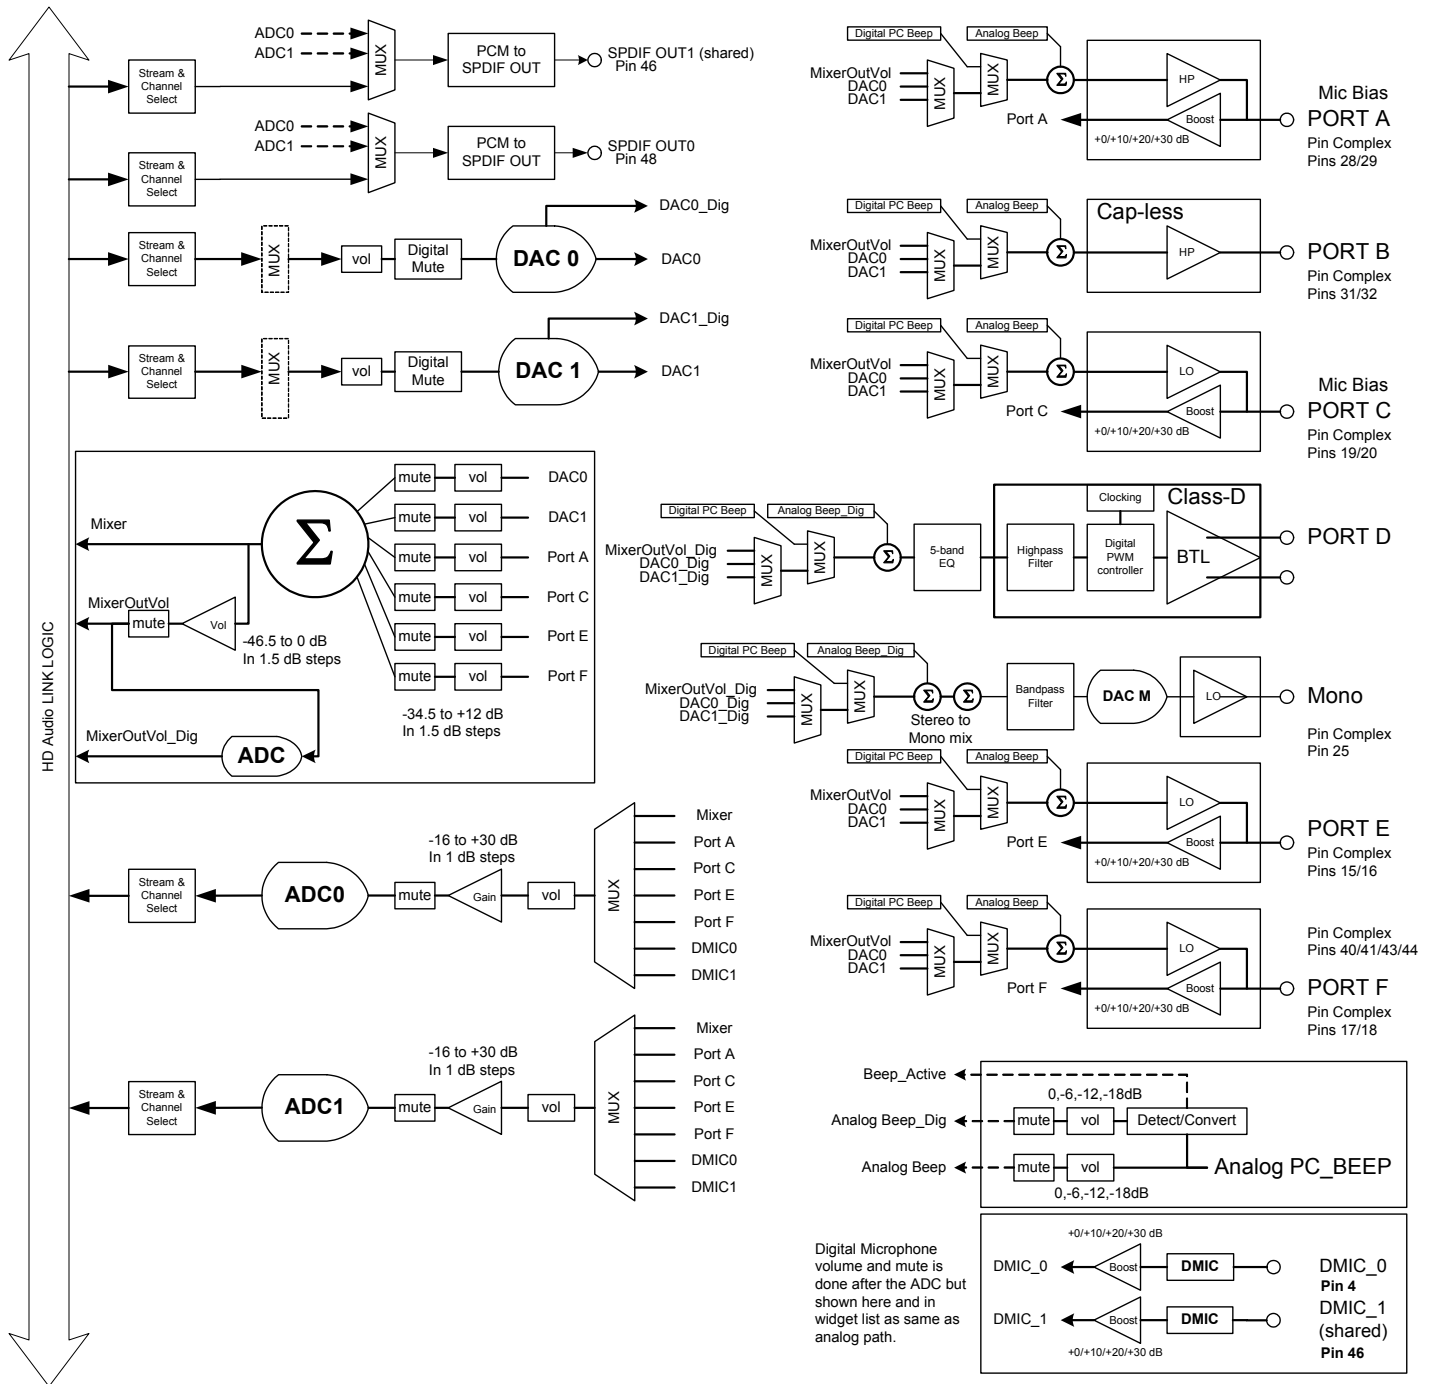 HD Audio LINK LOGIC
ADC0
ADC1
MUX
Stream &
Channel
Select
PCM to
SPDIF OUT
SPDIF OUT1 (shared)
Pin 46
ADC0
ADC1
MUX
Stream &
Channel
Select
PCM to
SPDIF OUT
SPDIF OUT0
Pin 48
Stream &
Channel
Select
MUX
vol
Digital
Mute
DAC 0
DAC0_Dig
DAC0
Stream &
Channel
Select
MUX
vol
Digital
Mute
DAC 1
DAC1_Dig
DAC1
Mixer
Σ
mute
vol
DAC0
mute
vol
DAC1
mute
vol
Port A
mute
vol
Port C
mute
vol
Port E
mute
vol
Port F
MixerOutVol
mute
Vol
-46.5 to 0 dB
In 1.5 dB steps
-34.5 to +12 dB
In 1.5 dB steps
MixerOutVol_Dig
ADC
Stream &
Channel
Select
ADC0
mute
-16 to +30 dB
In 1 dB steps
Gain
vol
MUX
Mixer
Port A
Port C
Port E
Port F
DMIC0
DMIC1
Stream &
Channel
Select
ADC1
mute
-16 to +30 dB
In 1 dB steps
Gain
vol
MUX
Mixer
Port A
Port C
Port E
Port F
DMIC0
DMIC1
Digital PC Beep
Analog Beep
MixerOutVol
DAC0
DAC1
MUX
MUX
Σ
HP
Port A
Boost
+0/+10/+20/+30 dB
Mic Bias
PORT A
Pin Complex
Pins 28/29
Digital PC Beep
Analog Beep
MixerOutVol
DAC0
DAC1
MUX
MUX
Σ
Cap-less
HP
PORT B
Pin Complex
Pins 31/32
Digital PC Beep
Analog Beep
MixerOutVol
DAC0
DAC1
MUX
MUX
Σ
LO
Port C
Boost
+0/+10/+20/+30 dB
Mic Bias
PORT C
Pin Complex
Pins 19/20
Digital PC Beep
Analog Beep_Dig
MixerOutVol_Dig
DAC0_Dig
DAC1_Dig
MUX
MUX
Σ
5-band
EQ
Highpass
Filter
Clocking
Digital
PWM
controller
Class-D
BTL
PORT D
Digital PC Beep
Analog Beep_Dig
MixerOutVol_Dig
DAC0_Dig
DAC1_Dig
MUX
MUX
Σ
Σ
Stereo to
Mono mix
Bandpass
Filter
DAC M
LO
Mono
Pin Complex
Pin 25
Digital PC Beep
Analog Beep
MixerOutVol
DAC0
DAC1
MUX
MUX
Σ
LO
Port E
Boost
+0/+10/+20/+30 dB
PORT E
Pin Complex
Pins 15/16
Digital PC Beep
Analog Beep
MixerOutVol
DAC0
DAC1
MUX
MUX
Σ
LO
Port F
Boost
+0/+10/+20/+30 dB
Pin Complex
Pins 40/41/43/44
PORT F
Pin Complex
Pins 17/18
Beep_Active
0,-6,-12,-18dB
Analog Beep_Dig
mute
vol
Detect/Convert
Analog Beep
mute
vol
Analog PC_BEEP
0,-6,-12,-18dB
Digital Microphone
volume and mute is
done after the ADC but
shown here and in
widget list as same as
analog path.
+0/+10/+20/+30 dB
DMIC_0
Boost
DMIC
DMIC_0
Pin 4
DMIC_1
Boost
DMIC
DMIC_1
(shared)
Pin 46
+0/+10/+20/+30 dB